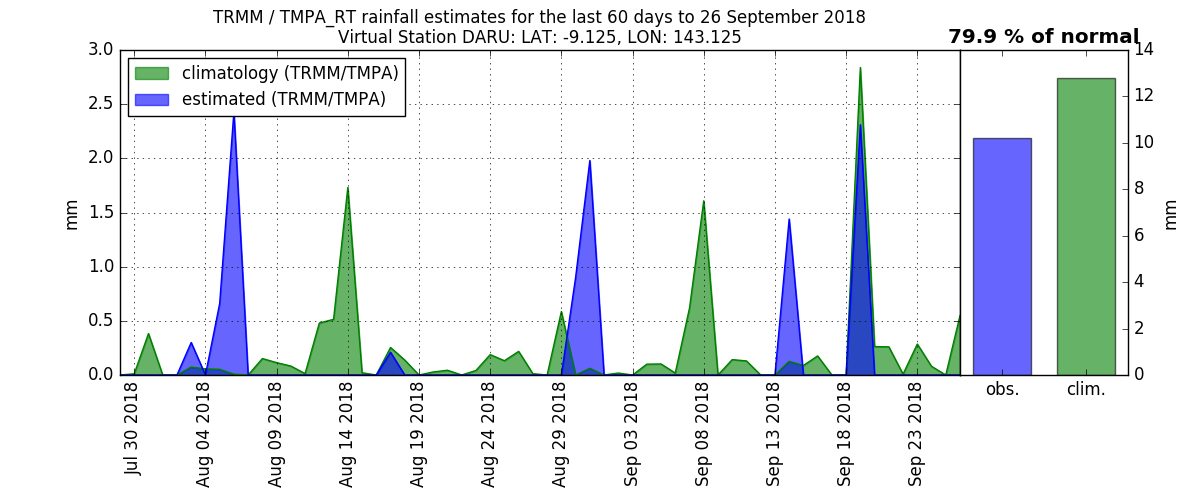 TRMM / TMPA_RT rainfall estimates for the last 60 days to 26 September 2018
Virtual Station DARU: LAT: -9.125, LON: 143.125
79.9 % of normal
climatology (TRMM/TMPA)
estimated (TRMM/TMPA)
3.0
2.5
2.0
1.5
1.0
0.5
0.0
mm
Jul 30 2018
Aug 04 2018
Aug 09 2018
Aug 14 2018
Aug 19 2018
Aug 24 2018
Aug 29 2018
Sep 03 2018
Sep 08 2018
Sep 13 2018
Sep 18 2018
Sep 23 2018
14
12
10
8
6
4
2
0
mm
obs.
clim.